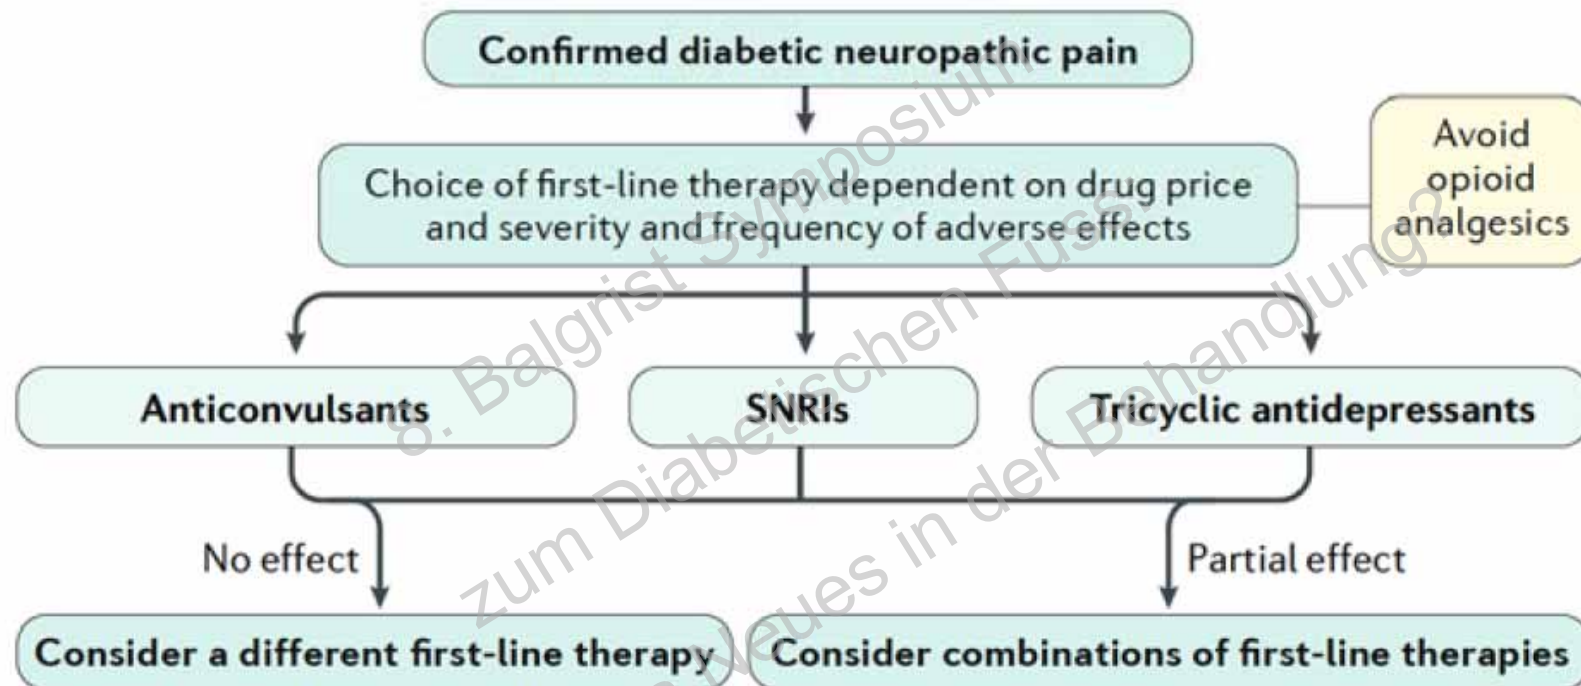 Confirmed diabetic neuropathic pain
Choice of first-line therapy dependent on drug price
and severity and frequency of adverse effects
Avoid
opioid
analgesics
Anticonvulsants
SNRIs
Tricyclic antidepressants
No effect
Partial effect
Consider a different first-line therapy
Consider combinations of first-line therapies
8. Balgrist Symposium
zum Diabetischen Fuss.
Neues in der Behandlung?